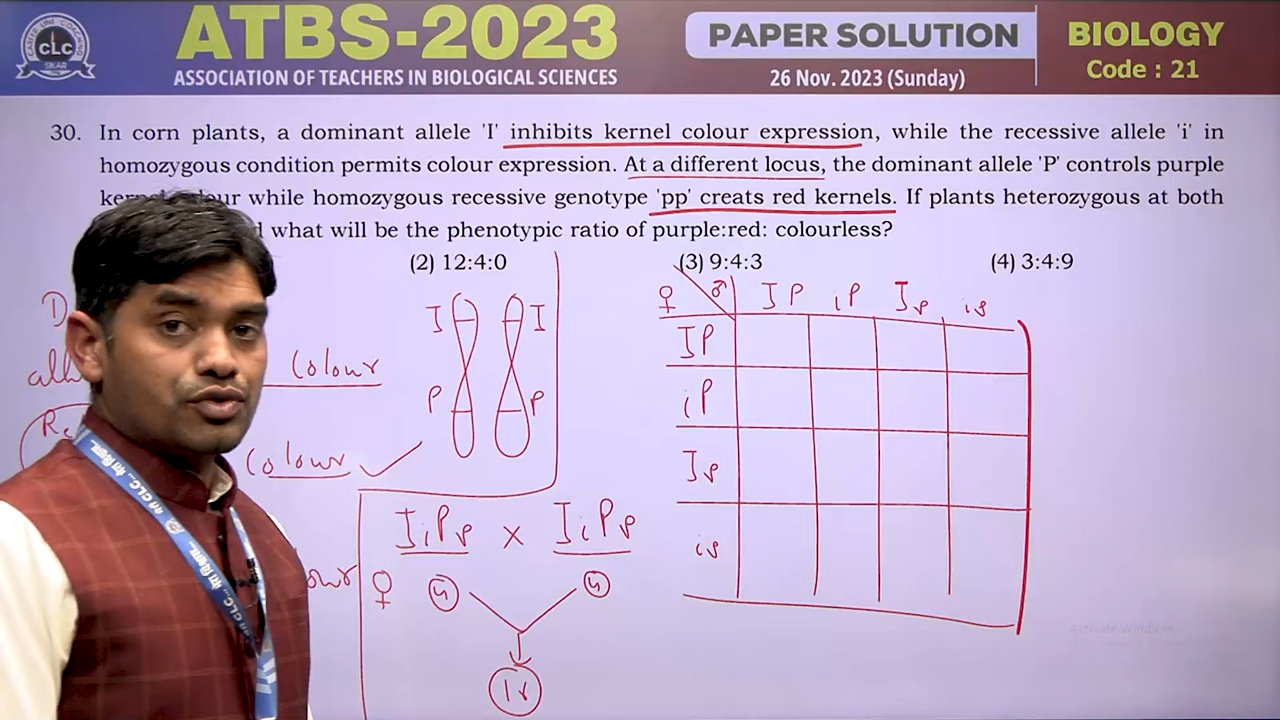 CLC
SIKAR
ATBS-2023
ASSOCIATION OF TEACHERS IN BIOLOGICAL SCIENCES
PAPER SOLUTION
26 Nov. 2023 (Sunday)
BIOLOGY
Code : 21
30. In corn plants, a dominant allele 'I' inhibits kernel colour expression, while the recessive allele 'i' in
homozygous condition permits colour expression. At a different locus, the dominant allele 'P' controls purple
kernel colour while homozygous recessive genotype 'pp' creats red kernels. If plants heterozygous at both
what will be the phenotypic ratio of purple:red: colourless?
(2) 12:4:0 (3) 9:4:3 (4) 3:4:9
♀ ♂ IP iP Ip ip
I I
IP
D
Colour
P P
iP
Colour ✓
Ip
IiPp x IiPp
ip
♀ 4 4
16
Activate Windows